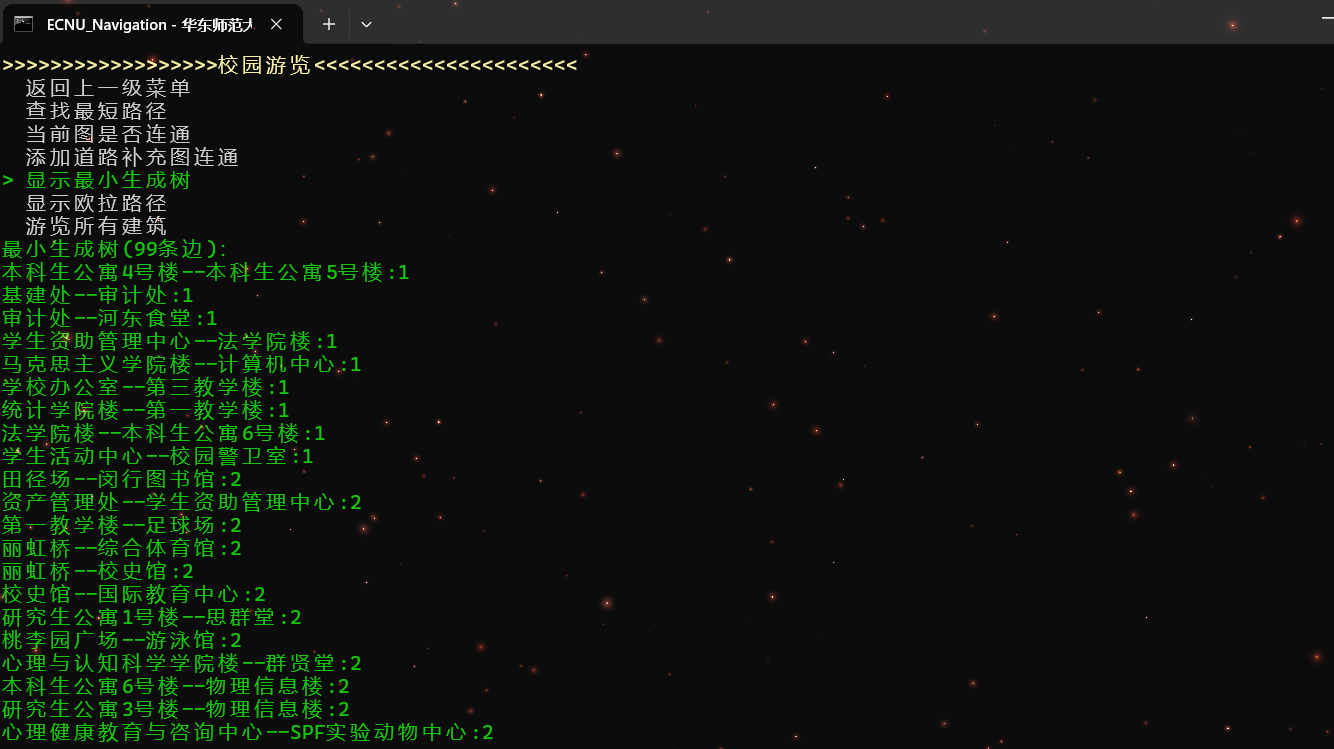 ECNU_Navigation - 华东师范大
>>>>>>>>>>>>>>>>>>校园游览<<<<<<<<<<<<<<<<<<<<<<
返回上一级菜单
查找最短路径
当前图是否连通
添加道路补充图连通
> 显示最小生成树
显示欧拉路径
游览所有建筑
最小生成树(99条边):
本科生公寓4号楼--本科生公寓5号楼:1
基建处--审计处:1
审计处--河东食堂:1
学生资助管理中心--法学院楼:1
马克思主义学院楼--计算机中心:1
学校办公室--第三教学楼:1
统计学院楼--第一教学楼:1
法学院楼--本科生公寓6号楼:1
学生活动中心--校园警卫室:1
田径场--闵行图书馆:2
资产管理处--学生资助管理中心:2
第一教学楼--足球场:2
丽虹桥--综合体育馆:2
丽虹桥--校史馆:2
校史馆--国际教育中心:2
研究生公寓1号楼--思群堂:2
桃李园广场--游泳馆:2
心理与认知科学学院楼--群贤堂:2
本科生公寓6号楼--物理信息楼:2
研究生公寓3号楼--物理信息楼:2
心理健康教育与咨询中心--SPF实验动物中心:2